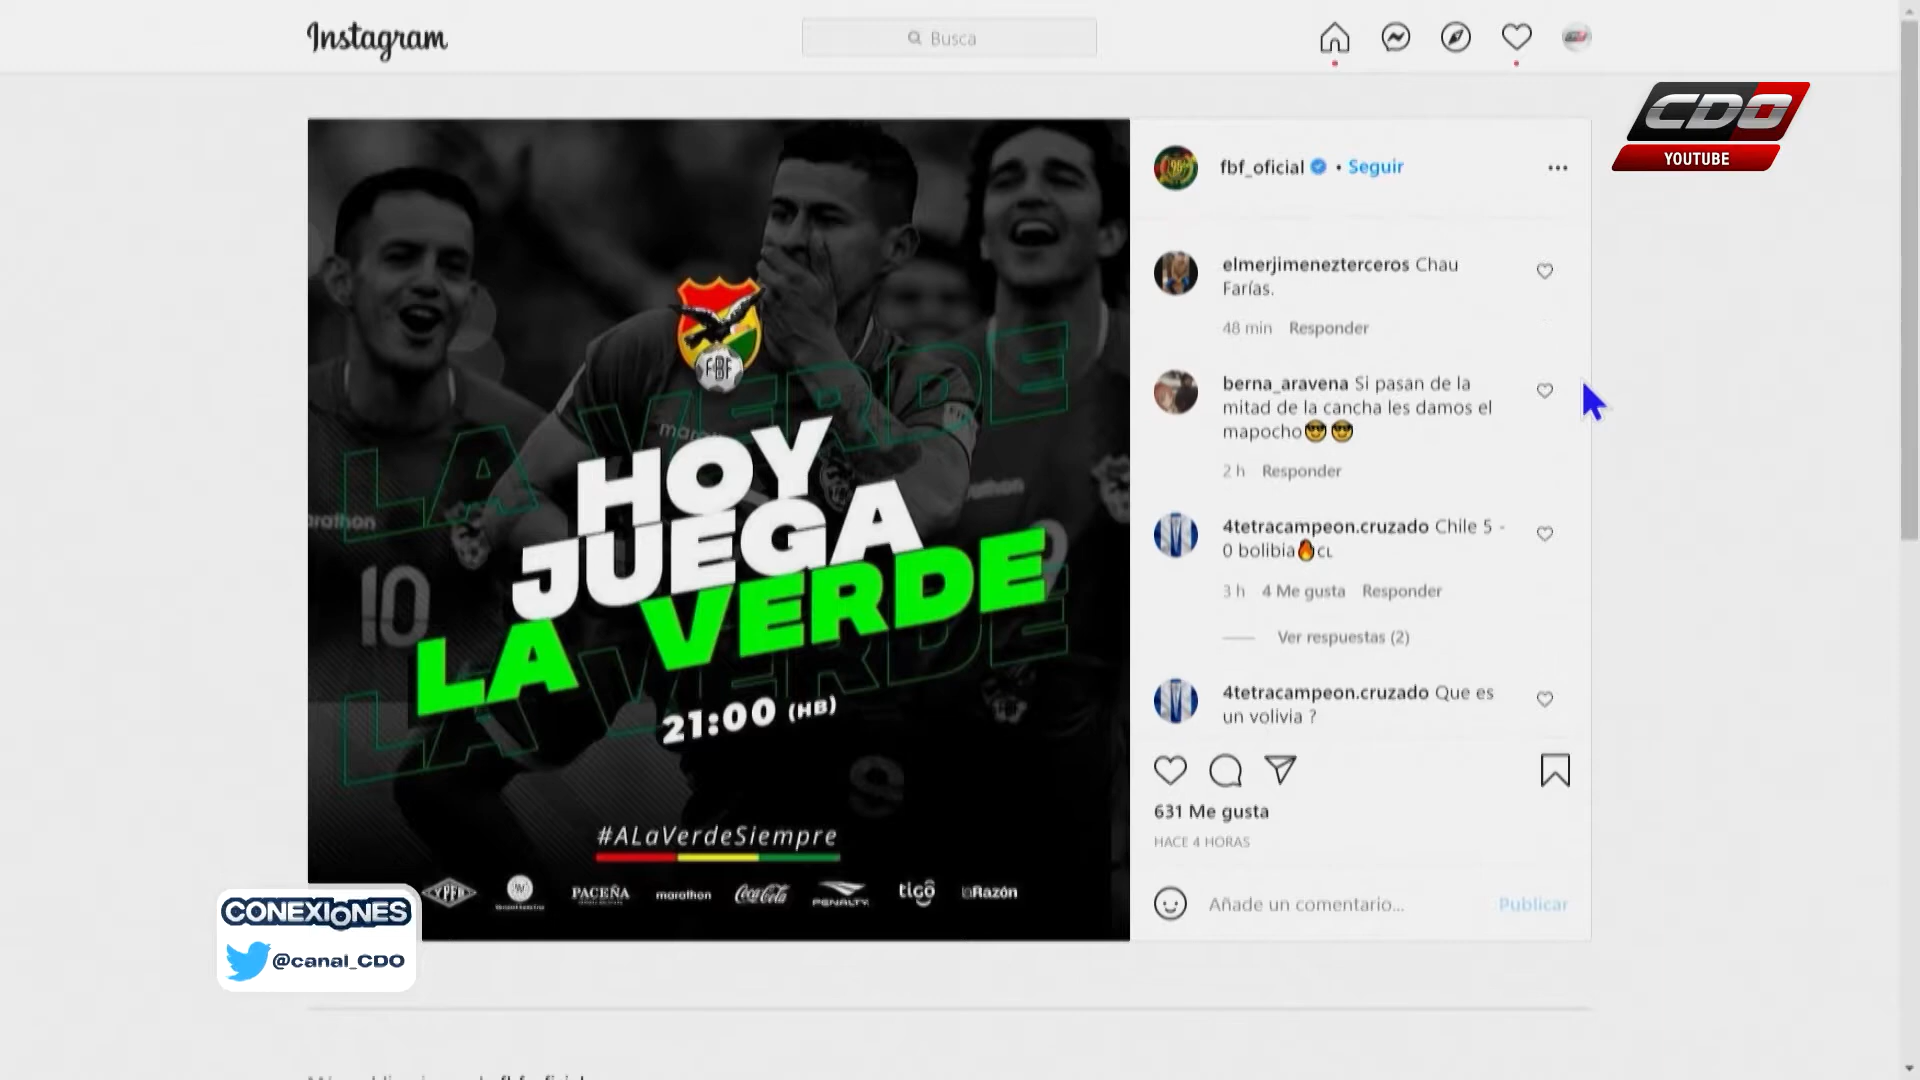 Instagram
Busca
CDO
YOUTUBE
fbf_oficial • Seguir
elmerjimenezterceros Chau
Farías.
48 min Responder
berna_aravena Si pasan de la
mitad de la cancha les damos el
mapocho😎😎
2 h Responder
4tetracampeon.cruzado Chile 5 -
0 bolibia🔥CL
3 h 4 Me gusta Responder
Ver respuestas (2)
4tetracampeon.cruzado Que es
un volivia ?
631 Me gusta
HACE 4 HORAS
Añade un comentario... Publicar
FBF
LA VERDE
marathon
10
HOY
JUEGA
LA VERDE
LA VERDE
21:00 (HB)
9
#ALaVerdeSiempre
YPFB
PACEÑA
marathon
Coca-Cola
PENALTY
tigo
laRazón
CONEXIONES
@canal_CDO